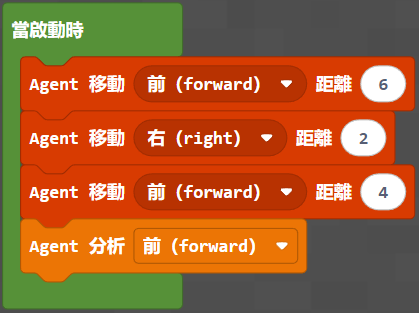 當啟動時
Agent 移動 前 (forward) 距離 6
Agent 移動 右 (right) 距離 2
Agent 移動 前 (forward) 距離 4
Agent 分析 前 (forward)